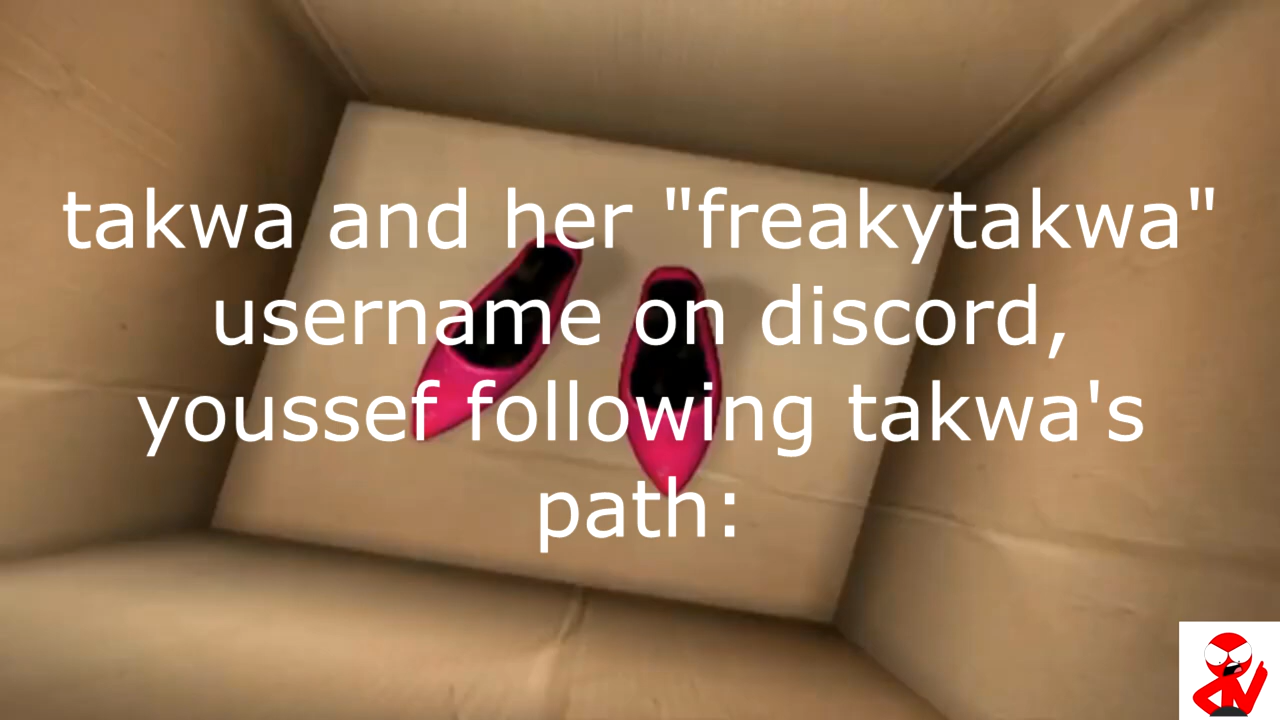 takwa and her "freakytakwa"
username on discord,
youssef following takwa's
path: